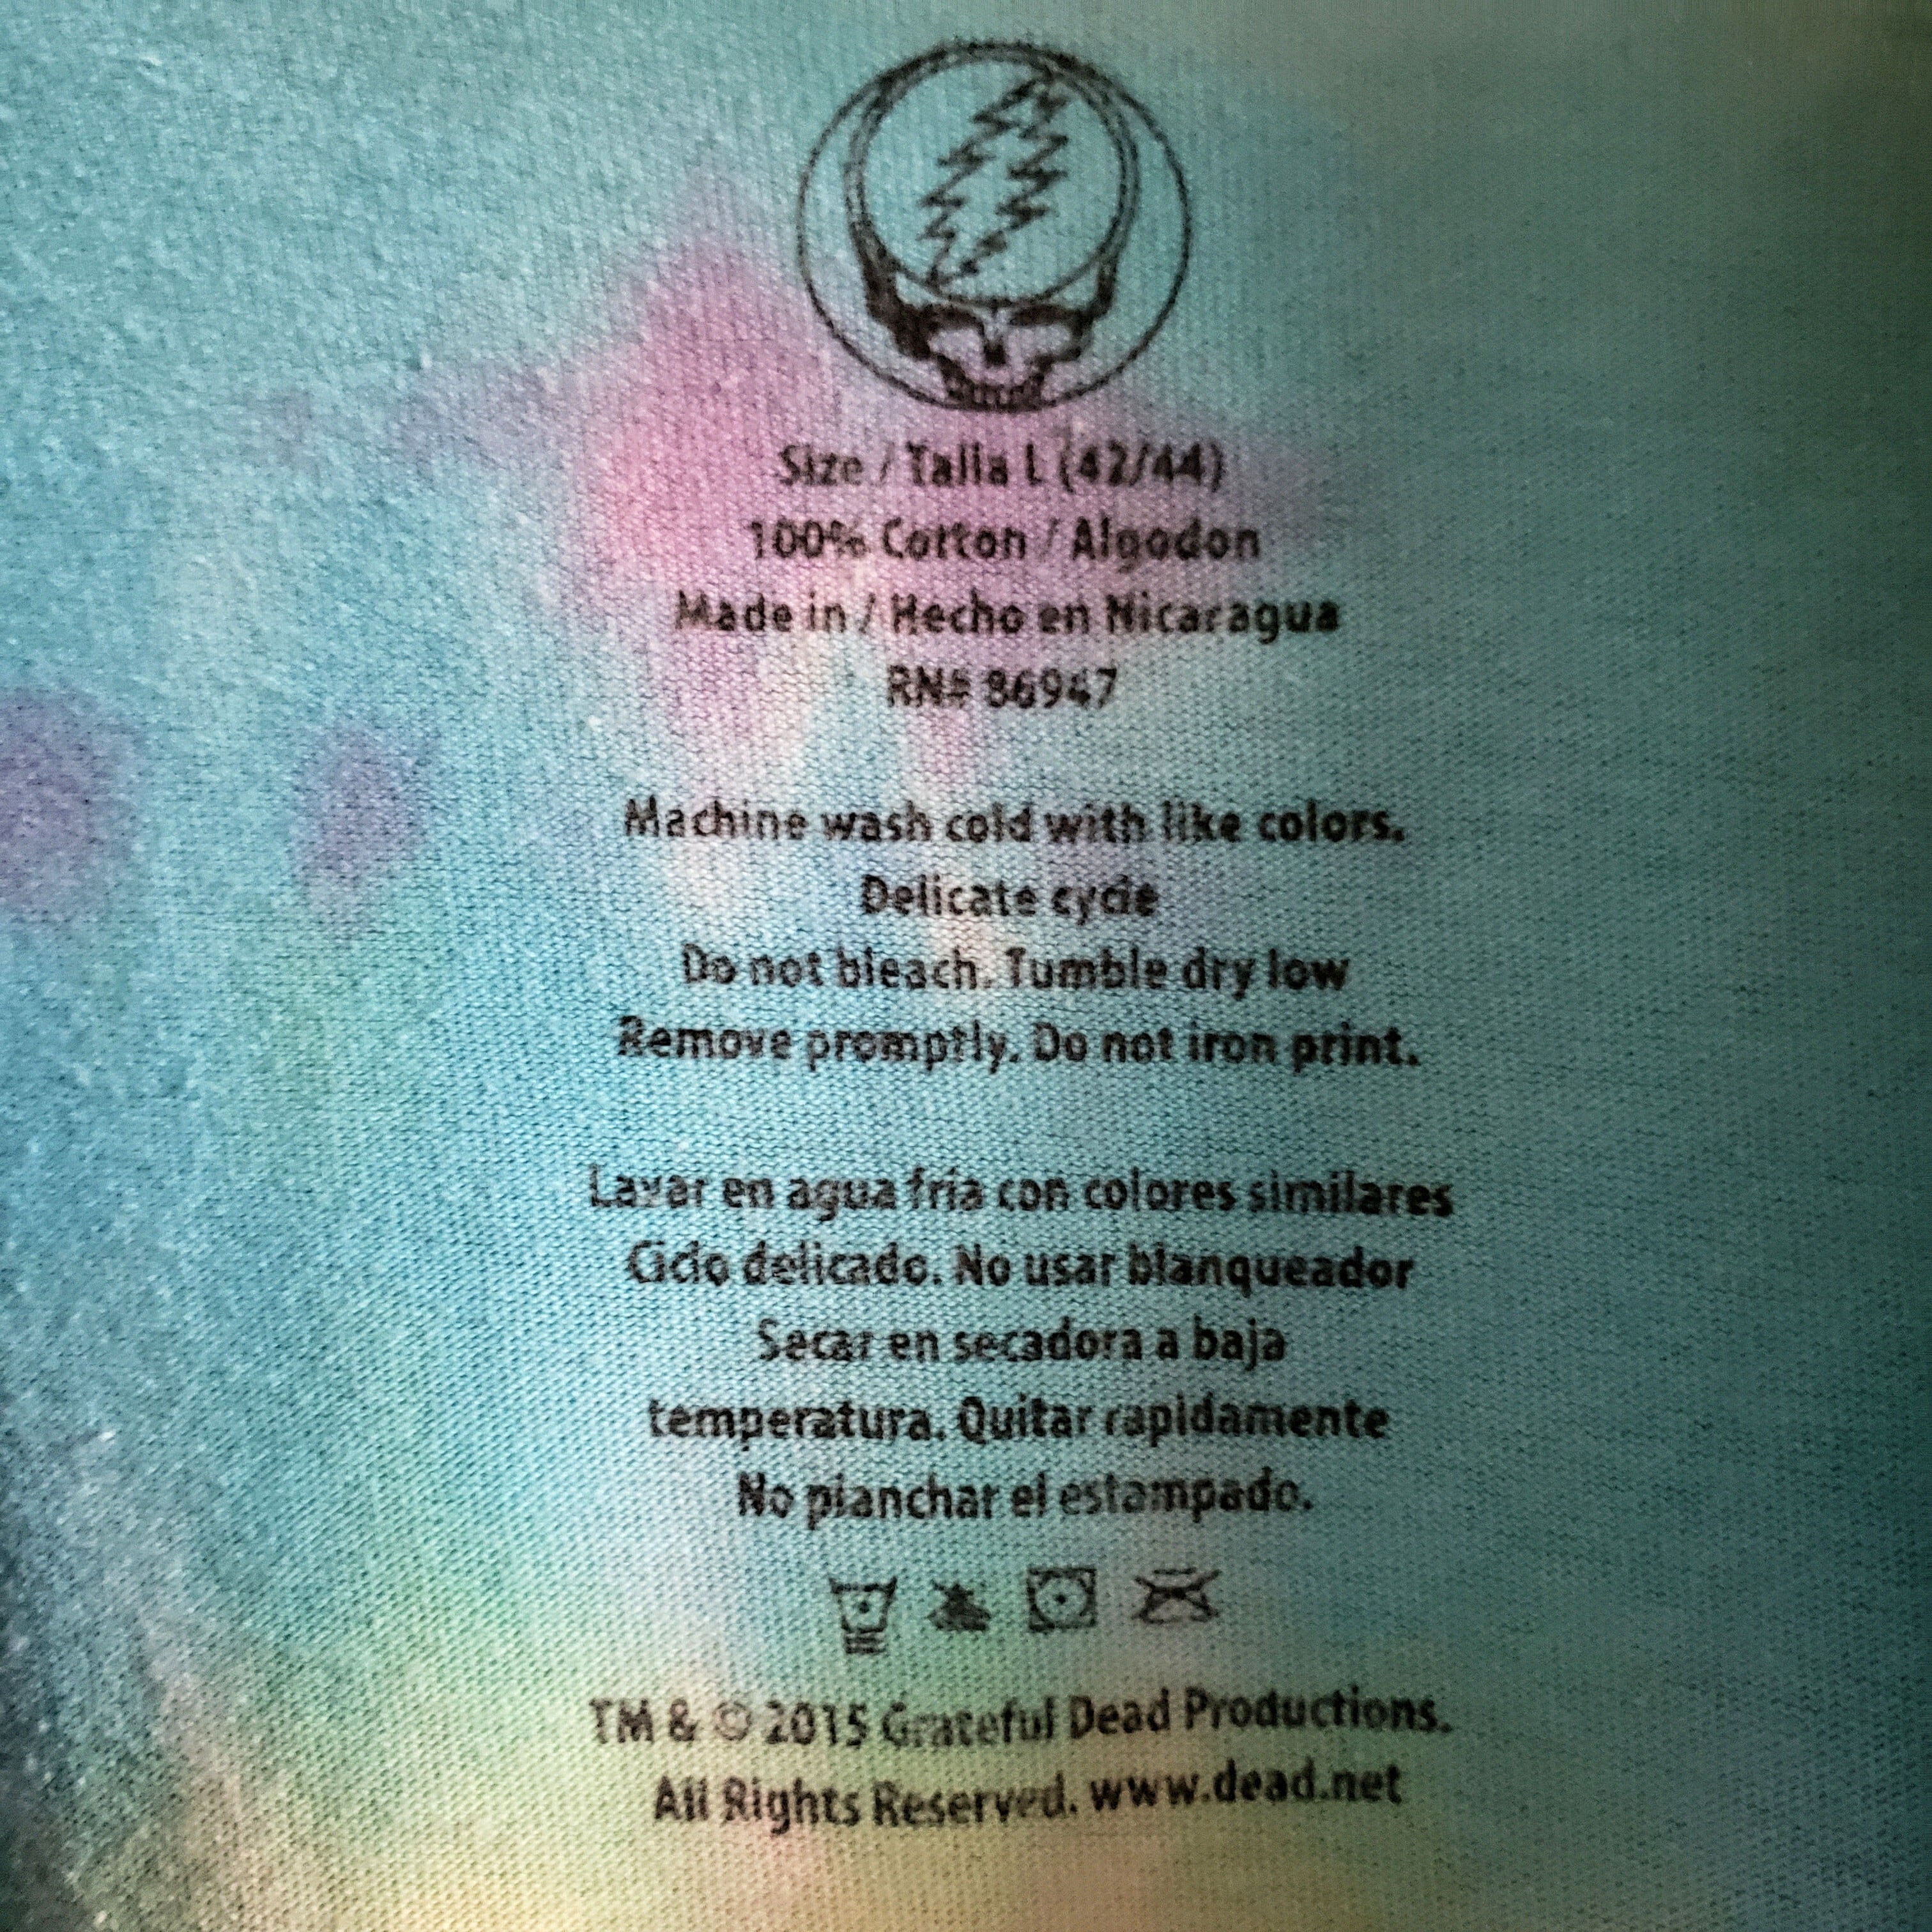 Size / Talla L (42/44)
100% Cotton / Algodon
Made in / Hecho en Nicaragua
RN# 86947
Machine wash cold with like colors.
Delicate cycle
Do not bleach. Tumble dry low
Remove promptly. Do not iron print.
Lavar en agua fría con colores similares
Ciclo delicado. No usar blanqueador
Secar en secadora a baja
temperatura. Quitar rapidamente
No planchar el estampado.
TM & © 2015 Grateful Dead Productions.
All Rights Reserved. www.dead.net